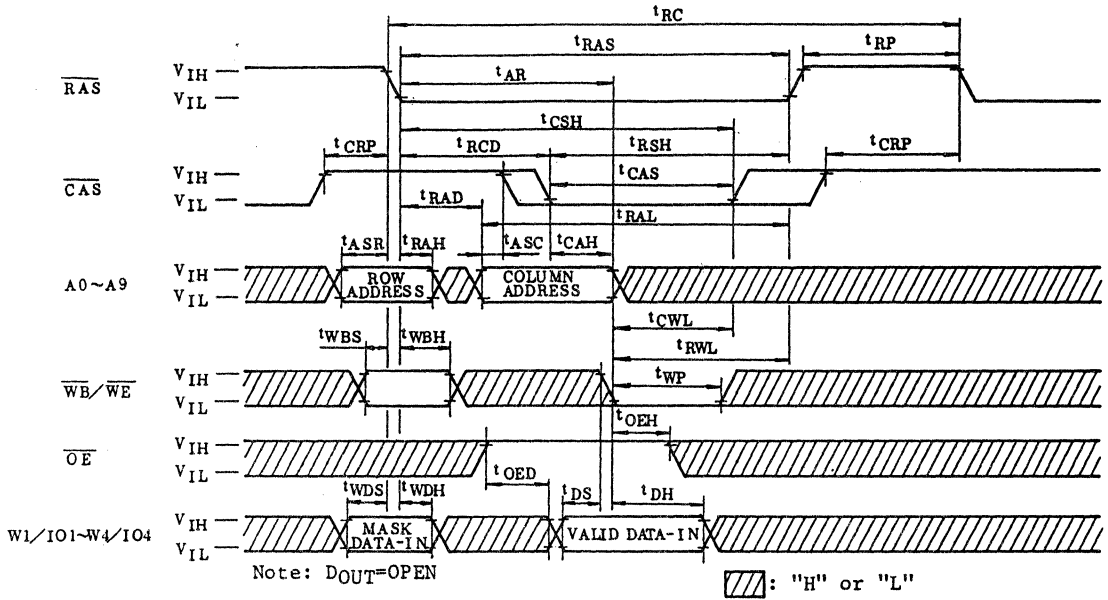 tRC
tRAS
tRP
tAR
RAS
VIH
VIL
tCSH
tCRP
tRCD
tRSH
tCRP
CAS
VIH
VIL
tCAS
tRAD
tRAL
tASR
tRAH
tASC
tCAH
A0~A9
VIH
VIL
ROW
ADDRESS
COLUMN
ADDRESS
tCWL
tRWL
tWBS
tWBH
WB/WE
VIH
VIL
tWP
tOEH
OE
VIH
VIL
tOED
tWDS
tWDH
tDS
tDH
W1/IO1~W4/IO4
VIH
VIL
MASK
DATA-IN
VALID DATA-IN
Note: DOUT=OPEN
: "H" or "L"